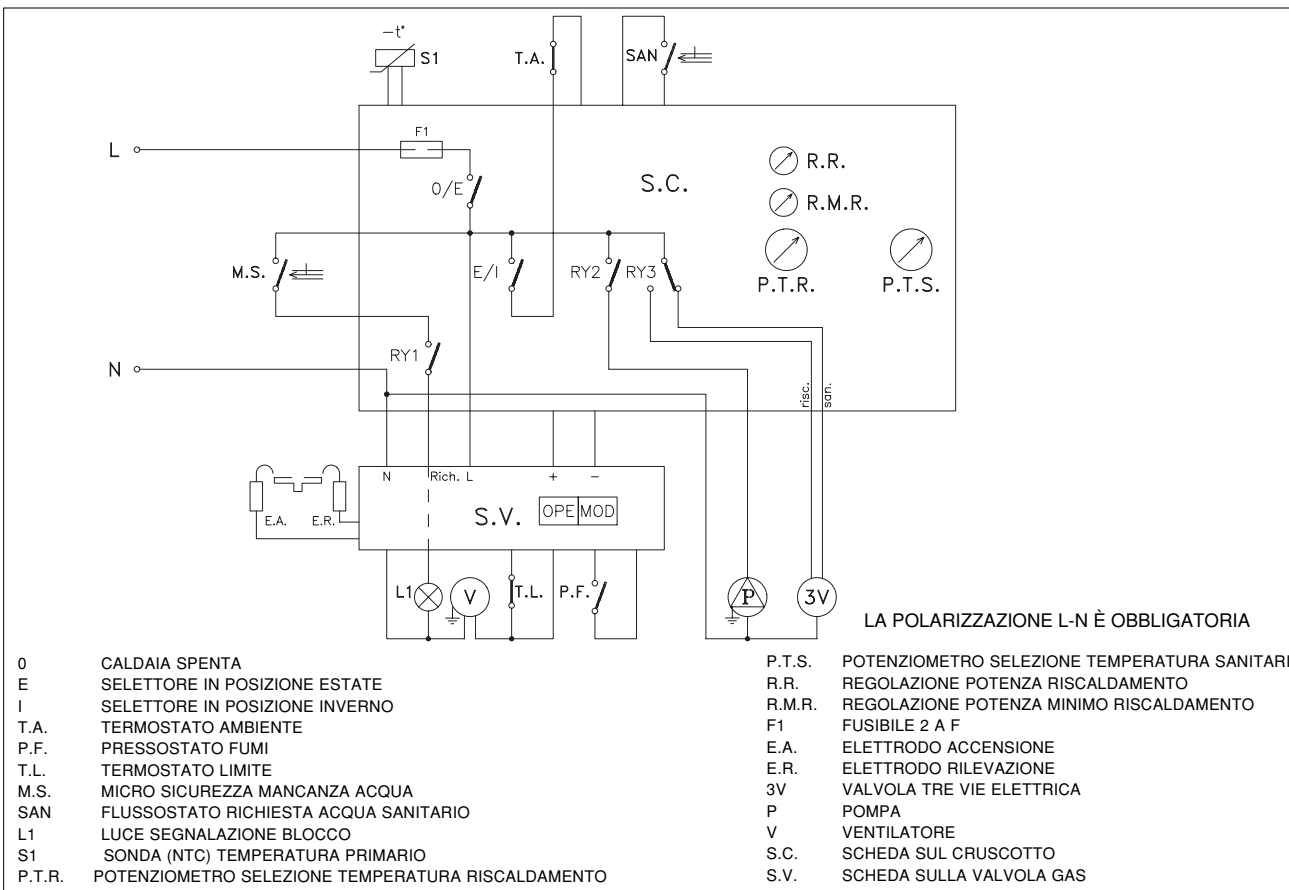 -t°
S1
T.A.
SAN
F1
L
R.R.
0/E
S.C.
R.M.R.
M.S.
E/I
RY2
RY3
P.T.R.
P.T.S.
RY1
N
risc.
san.
N
Rich.
L
+
-
E.A.
E.R.
S.V.
OPE
MOD
L1
V
T.L.
P.F.
P
3V
LA POLARIZZAZIONE L-N È OBBLIGATORIA
0 CALDAIA SPENTA
E SELETTORE IN POSIZIONE ESTATE
I SELETTORE IN POSIZIONE INVERNO
T.A. TERMOSTATO AMBIENTE
P.F. PRESSOSTATO FUMI
T.L. TERMOSTATO LIMITE
M.S. MICRO SICUREZZA MANCANZA ACQUA
SAN FLUSSOSTATO RICHIESTA ACQUA SANITARIO
L1 LUCE SEGNALAZIONE BLOCCO
S1 SONDA (NTC) TEMPERATURA PRIMARIO
P.T.R. POTENZIOMETRO SELEZIONE TEMPERATURA RISCALDAMENTO
P.T.S. POTENZIOMETRO SELEZIONE TEMPERATURA SANITARI
R.R. REGOLAZIONE POTENZA RISCALDAMENTO
R.M.R. REGOLAZIONE POTENZA MINIMO RISCALDAMENTO
F1 FUSIBILE 2 A F
E.A. ELETTRODO ACCENSIONE
E.R. ELETTRODO RILEVAZIONE
3V VALVOLA TRE VIE ELETTRICA
P POMPA
V VENTILATORE
S.C. SCHEDA SUL CRUSCOTTO
S.V. SCHEDA SULLA VALVOLA GAS